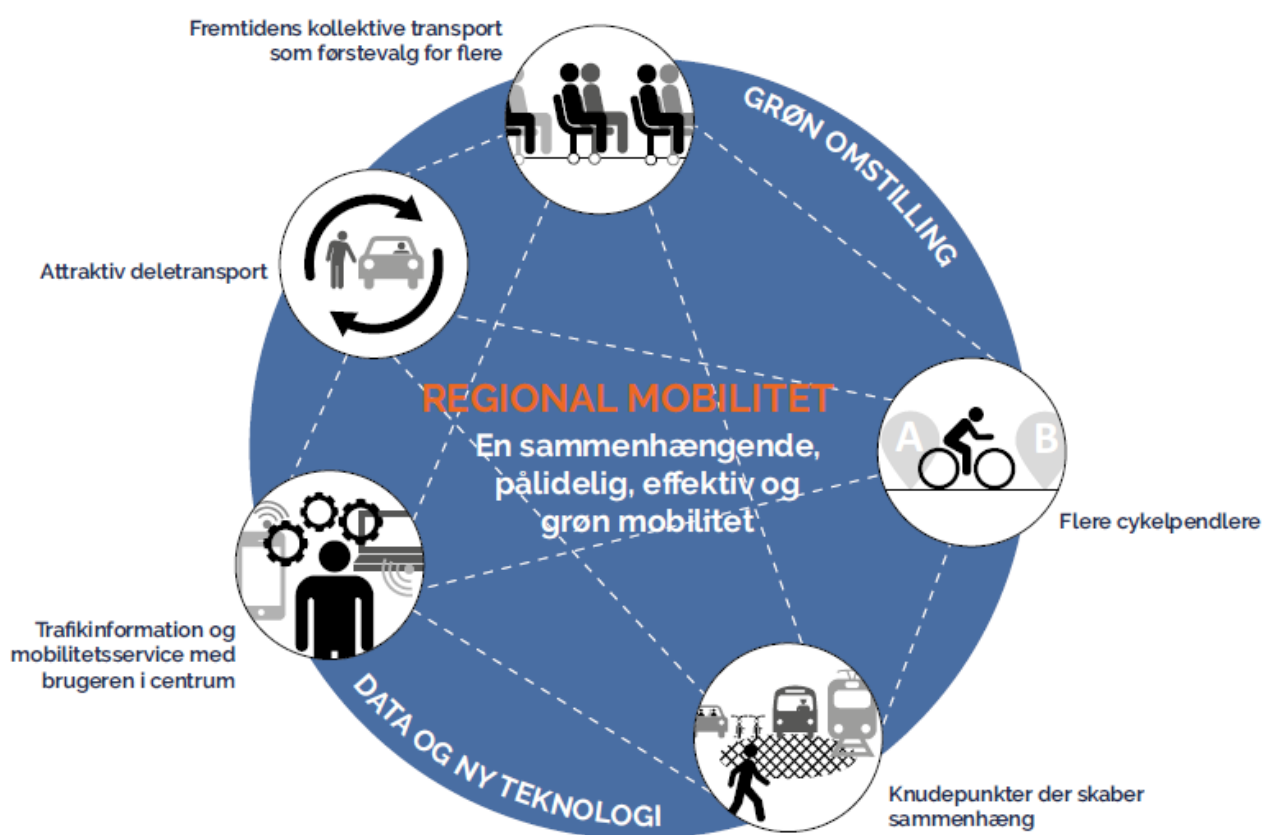 Fremtidens kollektive transport
som førstevalg for flere
GRØN OMSTILLING
Attraktiv deletransport
REGIONAL MOBILITET
En sammenhængende,
pålidelig, effektiv og
grøn mobilitet
A
B
Flere cykelpendlere
Trafikinformation og
mobilitetsservice med
brugeren i centrum
DATA OG NY TEKNOLOGI
Knudepunkter der skaber
sammenhæng